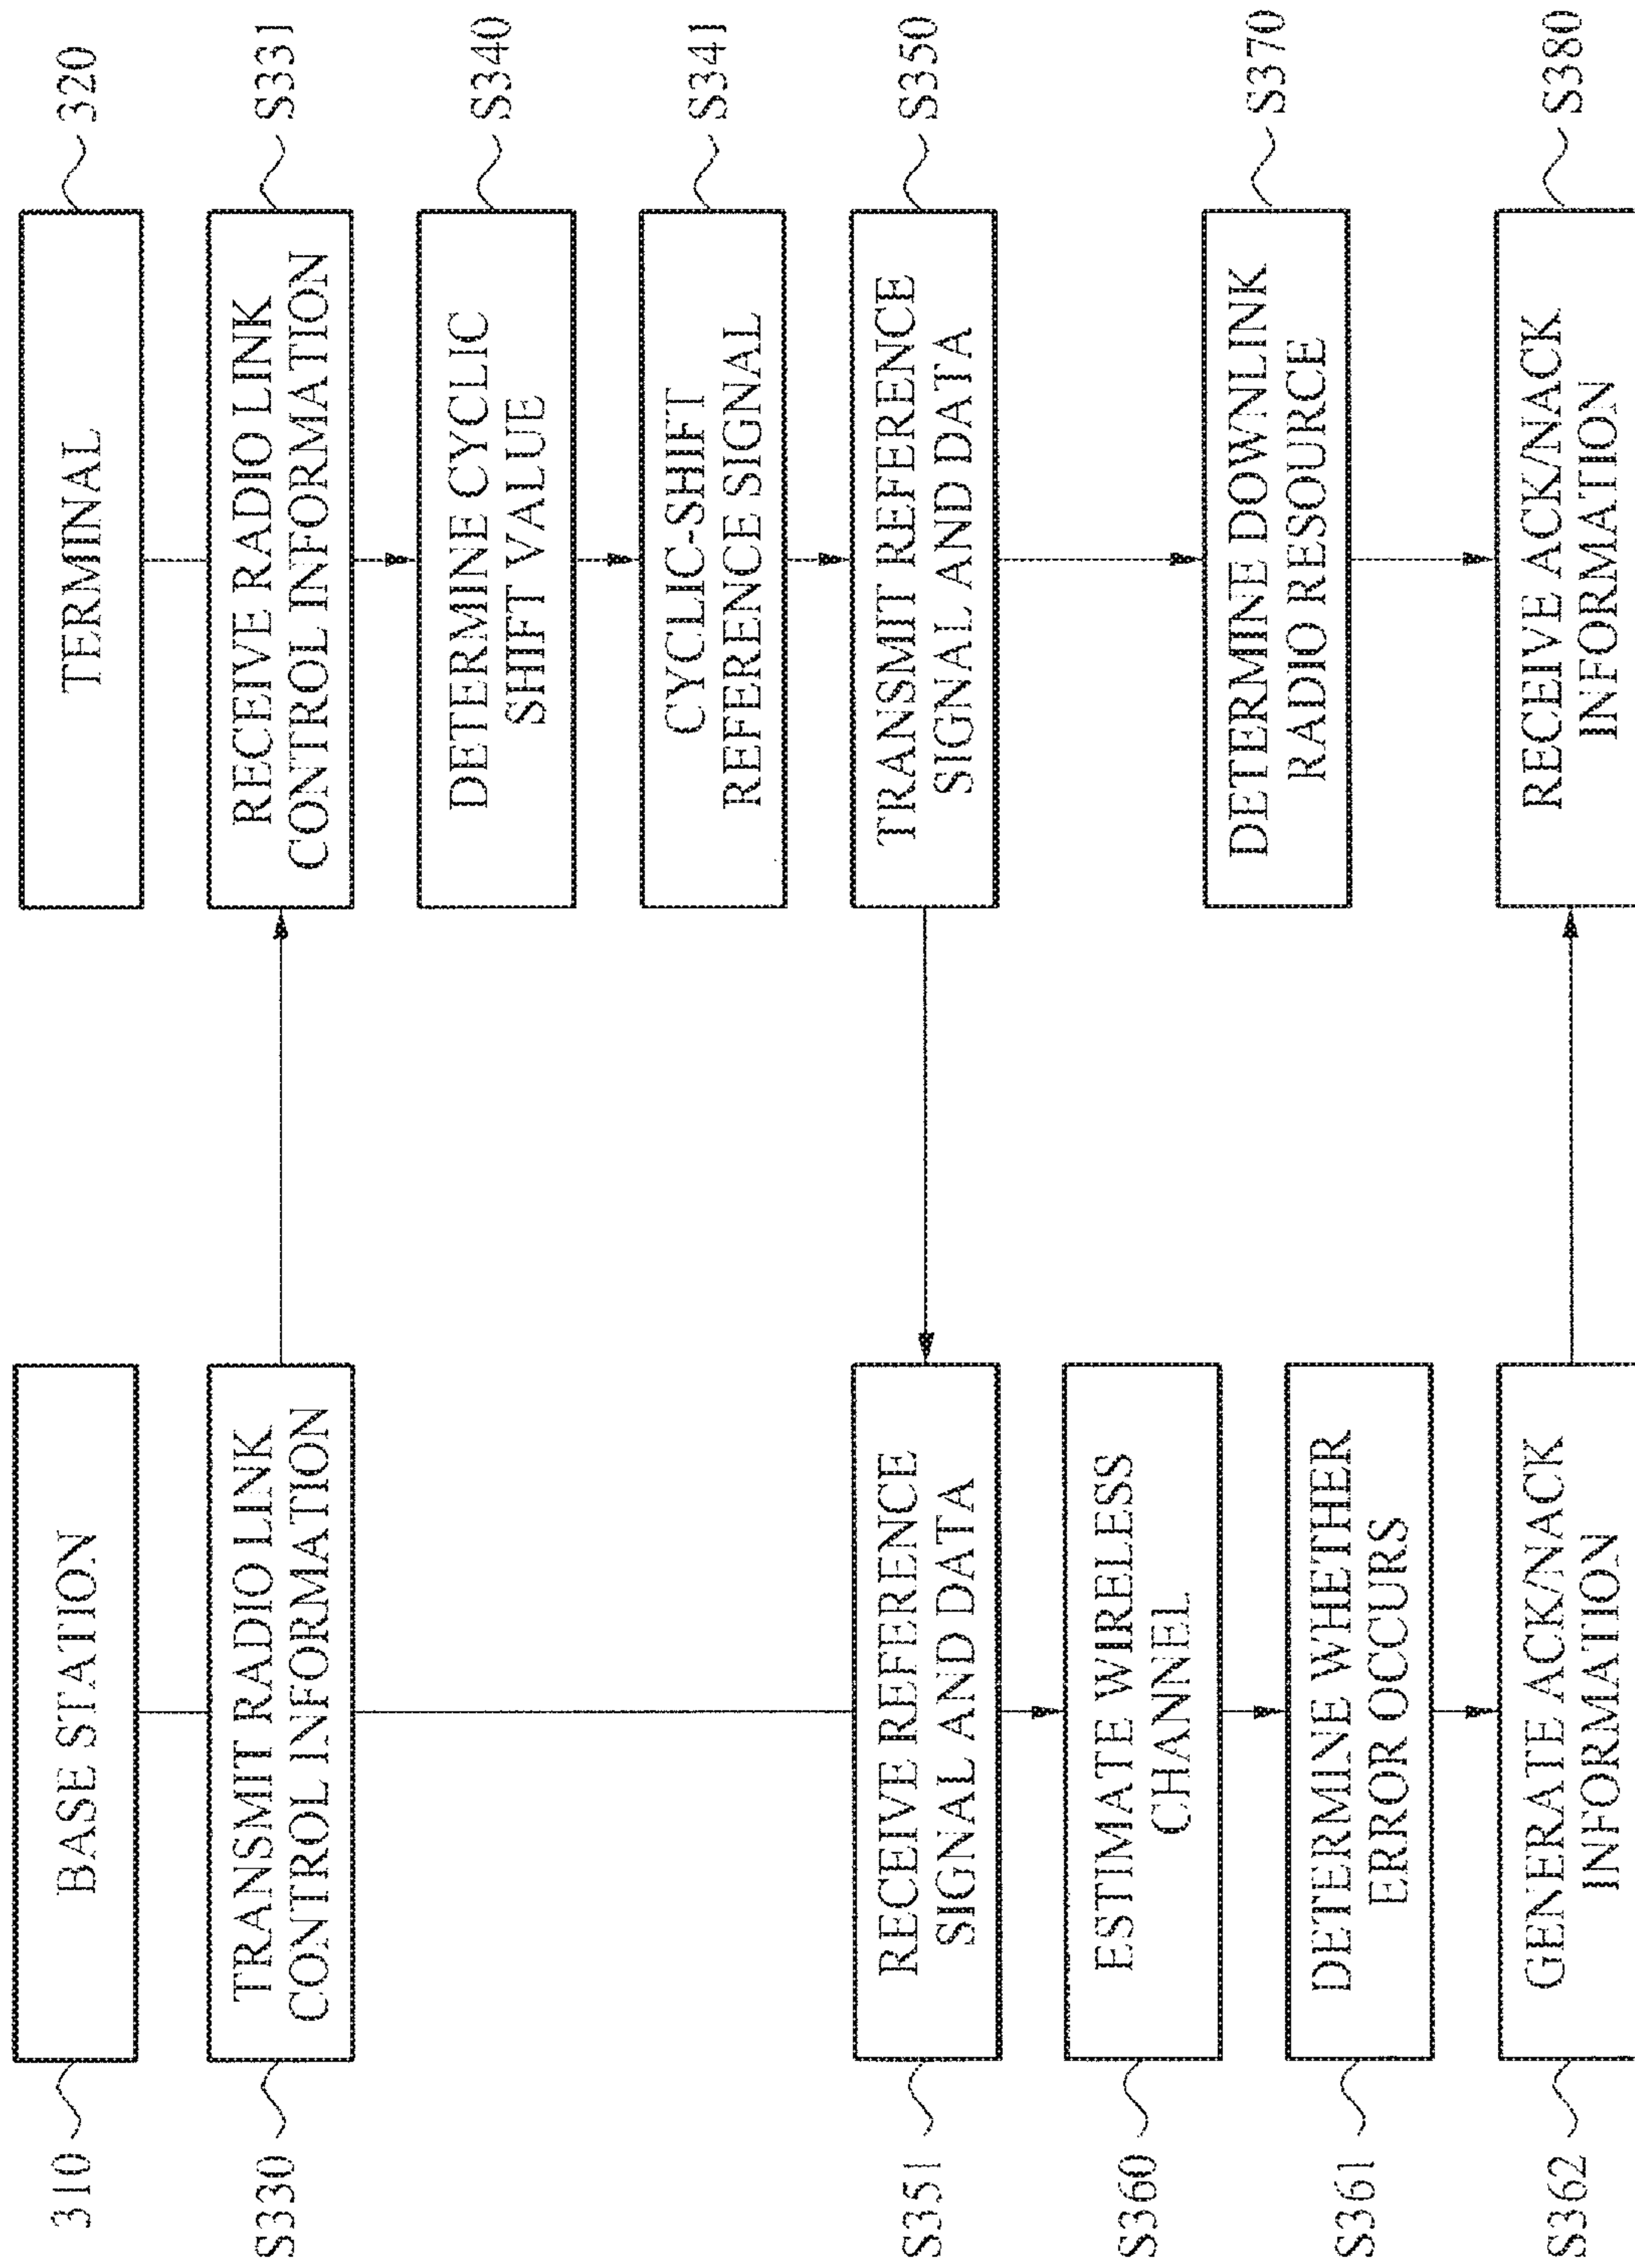 310
BASE STATION
TERMINAL
320
S330
TRANSMIT RADIO LINK
CONTROL INFORMATION
RECEIVE RADIO LINK
CONTROL INFORMATION
S331
DETERMINE CYCLIC
SHIFT VALUE
S340
CYCLIC-SHIFT
REFERENCE SIGNAL
S341
S351
RECEIVE REFERENCE
SIGNAL AND DATA
TRANSMIT REFERENCE
SIGNAL AND DATA
S350
S360
ESTIMATE WIRELESS
CHANNEL
S361
DETERMINE WHETHER
ERROR OCCURS
DETERMINE DOWNLINK
RADIO RESOURCE
S370
S362
GENERATE ACK/NACK
INFORMATION
RECEIVE ACK/NACK
INFORMATION
S380